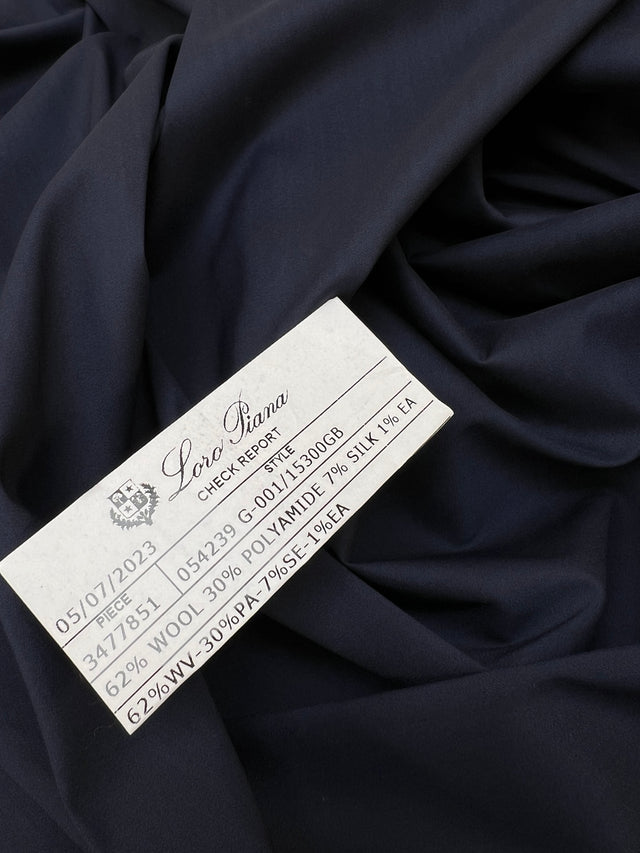 Loro Piana
CHECK REPORT
05/07/2023
STYLE
PIECE
054239 G-001/15300GB
3477851
62% WOOL 30% POLYAMIDE 7% SILK 1% EA
62%WV-30%PA-7%SE-1%EA